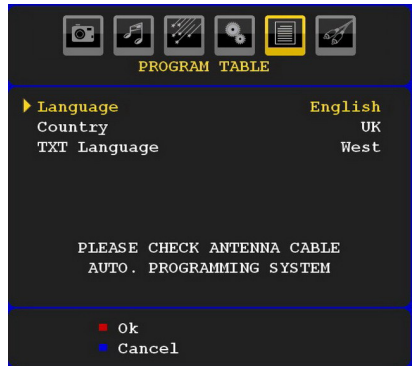 PROGRAM TABLE
Language English
Country UK
TXT Language West
PLEASE CHECK ANTENNA CABLE
AUTO. PROGRAMMING SYSTEM
Ok
Cancel